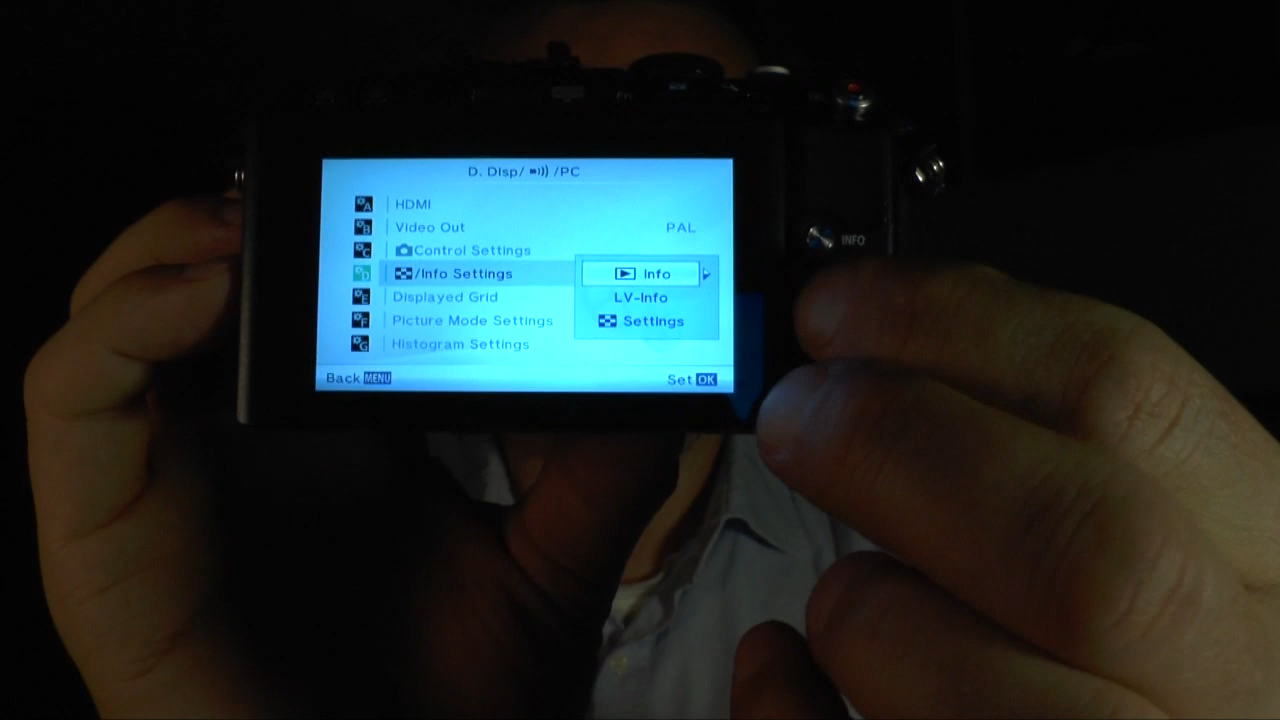 D. Disp/ /PC
A HDMI
B Video Out PAL
C Control Settings
D /Info Settings
Info
E Displayed Grid
LV-Info
F Picture Mode Settings
Settings
G Histogram Settings
Back MENU
Set OK
INFO